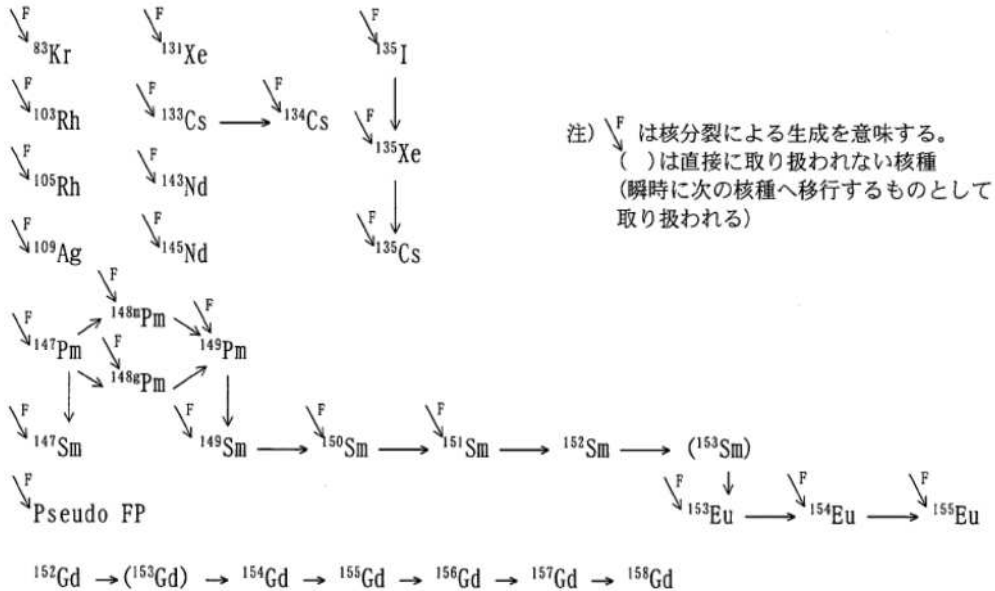 F F F
⁸³Kr ¹³¹Xe ¹³⁵I
F F F
¹⁰³Rh ¹³³Cs → ¹³⁴Cs
F
¹³⁵Xe
F F
¹⁰⁵Rh ¹⁴³Nd
F F F
¹⁰⁹Ag ¹⁴⁵Nd ¹³⁵Cs
注) F は核分裂による生成を意味する。
( )は直接に取り扱われない核種
(瞬時に次の核種へ移行するものとして
取り扱われる)
F F
¹⁴⁸ᵐPm
F F
¹⁴⁷Pm ¹⁴⁹Pm
¹⁴⁸ᵍPm
F F F F
¹⁴⁷Sm ¹⁴⁹Sm → ¹⁵⁰Sm → ¹⁵¹Sm → ¹⁵²Sm → (¹⁵³Sm)
F F F F
Pseudo FP ¹⁵³Eu → ¹⁵⁴Eu → ¹⁵⁵Eu
¹⁵²Gd → (¹⁵³Gd) → ¹⁵⁴Gd → ¹⁵⁵Gd → ¹⁵⁶Gd → ¹⁵⁷Gd → ¹⁵⁸Gd